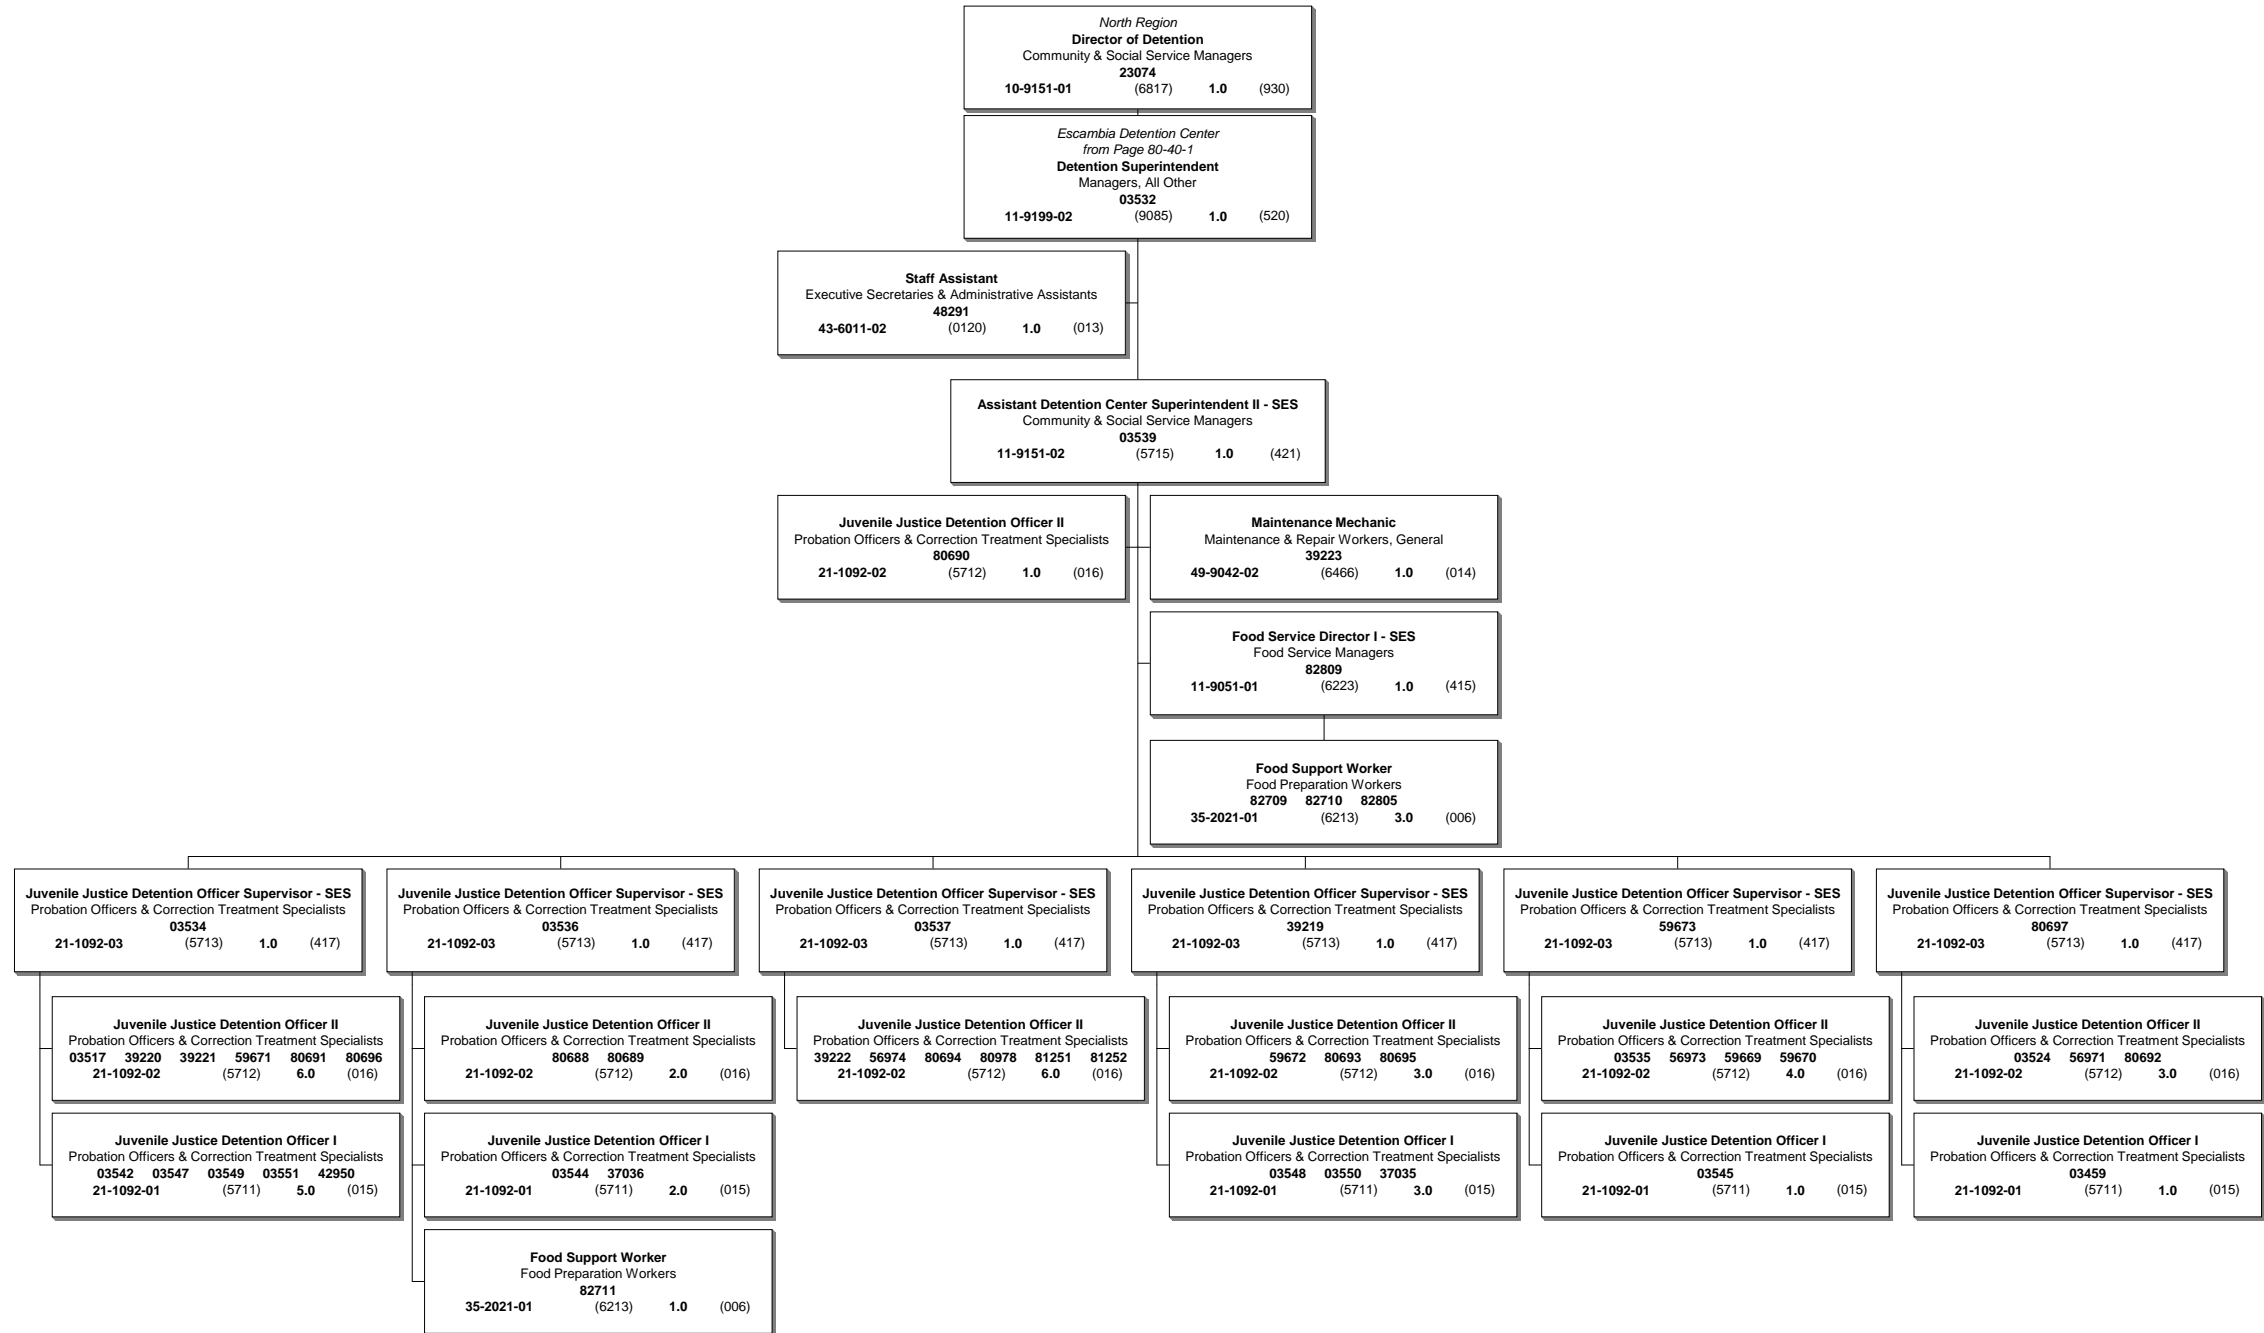 North Region
Director of Detention
Community & Social Service Managers
23074
10-9151-01 (6817) 1.0 (930)
Escambia Detention Center
from Page 80-40-1
Detention Superintendent
Managers, All Other
03532
11-9199-02 (9085) 1.0 (520)
Staff Assistant
Executive Secretaries & Administrative Assistants
48291
43-6011-02 (0120) 1.0 (013)
Assistant Detention Center Superintendent II - SES
Community & Social Service Managers
03539
11-9151-02 (5715) 1.0 (421)
Juvenile Justice Detention Officer II
Probation Officers & Correction Treatment Specialists
80690
21-1092-02 (5712) 1.0 (016)
Maintenance Mechanic
Maintenance & Repair Workers, General
39223
49-9042-02 (6466) 1.0 (014)
Food Service Director I - SES
Food Service Managers
82809
11-9051-01 (6223) 1.0 (415)
Food Support Worker
Food Preparation Workers
82709 82710 82805
35-2021-01 (6213) 3.0 (006)
Juvenile Justice Detention Officer Supervisor - SES
Probation Officers & Correction Treatment Specialists
03534
21-1092-03 (5713) 1.0 (417)
Juvenile Justice Detention Officer II
Probation Officers & Correction Treatment Specialists
03517 39220 39221 59671 80691 80696
21-1092-02 (5712) 6.0 (016)
Juvenile Justice Detention Officer I
Probation Officers & Correction Treatment Specialists
03542 03547 03549 03551 42950
21-1092-01 (5711) 5.0 (015)
Juvenile Justice Detention Officer Supervisor - SES
Probation Officers & Correction Treatment Specialists
03536
21-1092-03 (5713) 1.0 (417)
Juvenile Justice Detention Officer II
Probation Officers & Correction Treatment Specialists
80688 80689
21-1092-02 (5712) 2.0 (016)
Juvenile Justice Detention Officer I
Probation Officers & Correction Treatment Specialists
03544 37036
21-1092-01 (5711) 2.0 (015)
Food Support Worker
Food Preparation Workers
82711
35-2021-01 (6213) 1.0 (006)
Juvenile Justice Detention Officer Supervisor - SES
Probation Officers & Correction Treatment Specialists
03537
21-1092-03 (5713) 1.0 (417)
Juvenile Justice Detention Officer II
Probation Officers & Correction Treatment Specialists
39222 56974 80694 80978 81251 81252
21-1092-02 (5712) 6.0 (016)
Juvenile Justice Detention Officer Supervisor - SES
Probation Officers & Correction Treatment Specialists
39219
21-1092-03 (5713) 1.0 (417)
Juvenile Justice Detention Officer II
Probation Officers & Correction Treatment Specialists
59672 80693 80695
21-1092-02 (5712) 3.0 (016)
Juvenile Justice Detention Officer I
Probation Officers & Correction Treatment Specialists
03548 03550 37035
21-1092-01 (5711) 3.0 (015)
Juvenile Justice Detention Officer Supervisor - SES
Probation Officers & Correction Treatment Specialists
59673
21-1092-03 (5713) 1.0 (417)
Juvenile Justice Detention Officer II
Probation Officers & Correction Treatment Specialists
03535 56973 59669 59670
21-1092-02 (5712) 4.0 (016)
Juvenile Justice Detention Officer I
Probation Officers & Correction Treatment Specialists
03545
21-1092-01 (5711) 1.0 (015)
Juvenile Justice Detention Officer Supervisor - SES
Probation Officers & Correction Treatment Specialists
80697
21-1092-03 (5713) 1.0 (417)
Juvenile Justice Detention Officer II
Probation Officers & Correction Treatment Specialists
03524 56971 80692
21-1092-02 (5712) 3.0 (016)
Juvenile Justice Detention Officer I
Probation Officers & Correction Treatment Specialists
03459
21-1092-01 (5711) 1.0 (015)